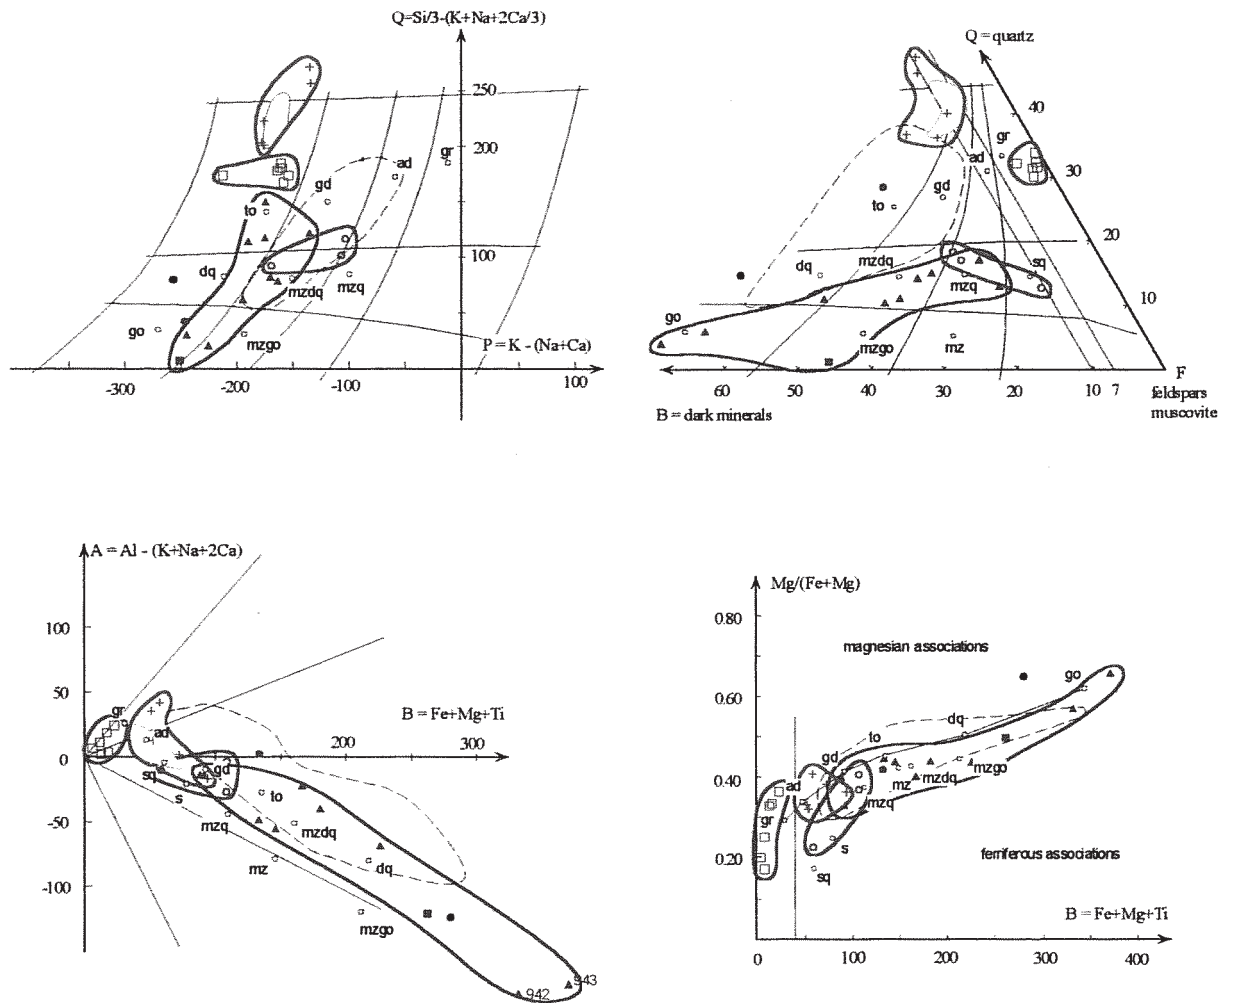 Q=Si/3-(K+Na+2Ca/3)
250
200
gr
ad
gd
to
100
dq
mzdq
mzq
go
mzgo
P = K - (Na+Ca)
-300
-200
-100
100
Q = quartz
40
gr
ad
30
gd
to
20
mzdq
dq
sq
mzq
10
go
mzgo
mz
F
60
50
40
30
20
10
7
feldspars
muscovite
B = dark minerals
A = Al - (K+Na+2Ca)
100
50
gr
B = Fe+Mg+Ti
ad
200
300
0
sq
gd
s
to
-50
mzq
mzdq
mz
dq
-100
mzgo
943
942
Mg/(Fe+Mg)
0.80
magnesian associations
go
0.60
dq
to
gd
mzgo
0.40
ad
mz
mzdq
mzq
gr
s
ferriferous associations
0.20
sq
B = Fe+Mg+Ti
0
100
200
300
400